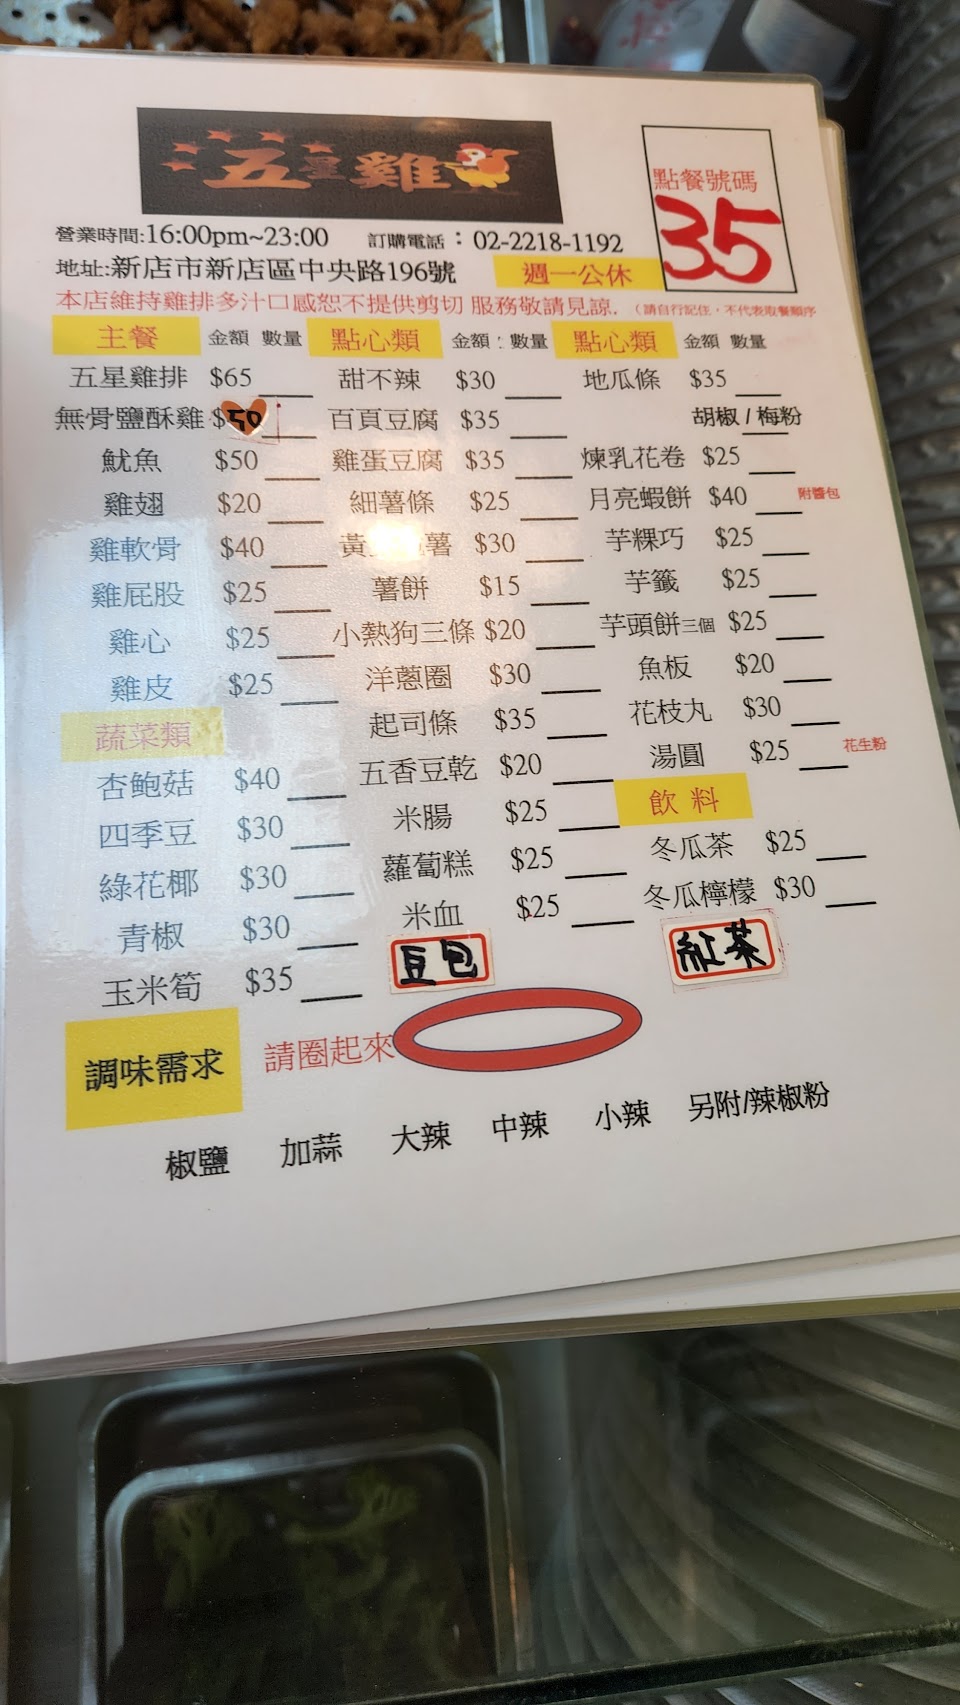 五星雞
點餐號碼
35
營業時間:16:00pm~23:00 訂購電話：02-2218-1192
地址:新店市新店區中央路196號 週一公休
本店維持雞排多汁口感恕不提供剪切 服務敬請見諒.（請自行記住，不代表取餐順序
主餐 金額 數量 點心類 金額：數量 點心類 金額 數量
五星雞排 $65 甜不辣 $30 地瓜條 $35
無骨鹽酥雞 $50 百頁豆腐 $35 胡椒 / 梅粉
魷魚 $50 雞蛋豆腐 $35 煉乳花卷 $25
雞翅 $20 細薯條 $25 月亮蝦餅 $40 附醬包
雞軟骨 $40 黃 薯 $30 芋粿巧 $25
雞屁股 $25 薯餅 $15 芋籤 $25
雞心 $25 小熱狗三條 $20 芋頭餅三個 $25
雞皮 $25 洋蔥圈 $30 魚板 $20
蔬菜類 起司條 $35 花枝丸 $30
杏鮑菇 $40 五香豆乾 $20 湯圓 $25 花生粉
四季豆 $30 米腸 $25 飲料
綠花椰 $30 蘿蔔糕 $25 冬瓜茶 $25
青椒 $30 米血 $25 冬瓜檸檬 $30
玉米筍 $35 豆包 紅茶
調味需求 請圈起來
椒鹽 加蒜 大辣 中辣 小辣 另附/辣椒粉